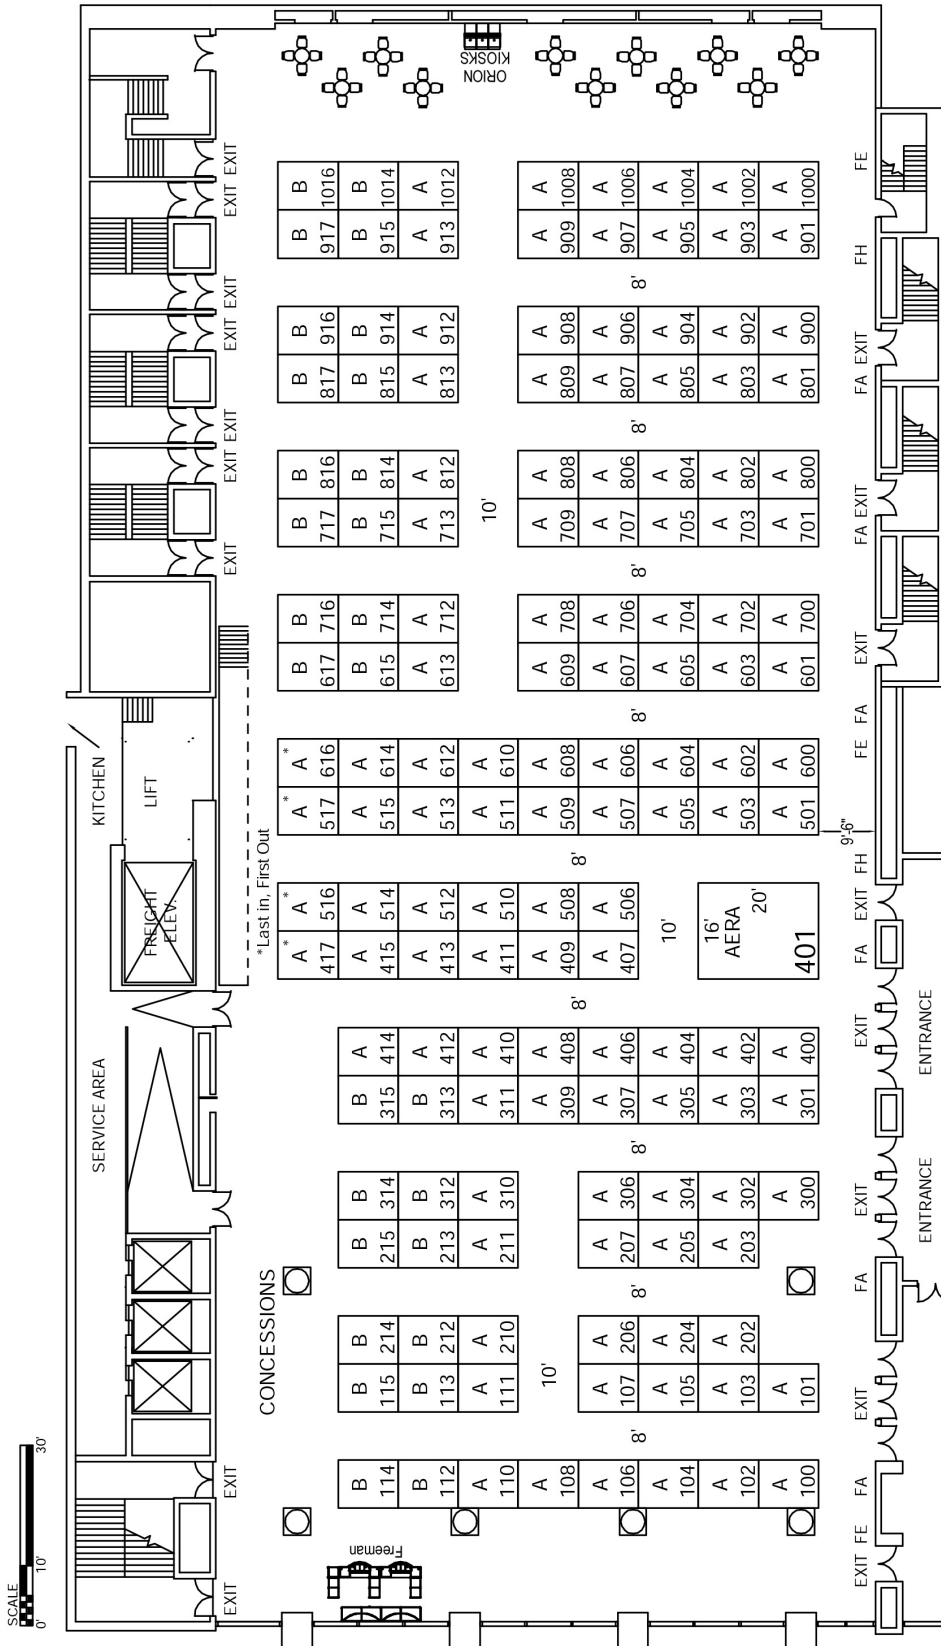 SCALE
0'
10'
30'
SERVICE AREA
KITCHEN
LIFT
FREIGHT
ELEV.
*Last in, First Out
CONCESSIONS
ORION
KIOSKS
Freeman
EXIT
EXIT
EXIT
EXIT
EXIT
EXIT
EXIT
EXIT
EXIT
EXIT
B 1016
B 1014
A 1012
A 1008
A 1006
A 1004
A 1002
A 1000
B 917
B 915
A 913
A 909
A 907
A 905
A 903
A 901
8'
B 916
B 914
A 912
A 908
A 906
A 904
A 902
A 900
B 817
B 815
A 813
A 809
A 807
A 805
A 803
A 801
8'
B 816
B 814
A 812
A 808
A 806
A 804
A 802
A 800
10'
B 717
B 715
A 713
A 709
A 707
A 705
A 703
A 701
8'
B 716
B 714
A 712
A 708
A 706
A 704
A 702
A 700
B 617
B 615
A 613
A 609
A 607
A 605
A 603
A 601
8'
A* 616
A 614
A 612
A 610
A 608
A 606
A 604
A 602
A 600
A* 517
A 515
A 513
A 511
A 509
A 507
A 505
A 503
A 501
9'-6"
8'
A* 516
A 514
A 512
A 510
A 508
A 506
A* 417
A 415
A 413
A 411
A 409
A 407
10'
16'
AERA
20'
401
8'
A 414
A 412
A 410
A 408
A 406
A 404
A 402
A 400
B 315
B 313
A 311
A 309
A 307
A 305
A 303
A 301
8'
B 314
B 312
A 310
A 306
A 304
A 302
A 300
B 215
B 213
A 211
A 207
A 205
A 203
8'
B 214
B 212
A 210
A 206
A 204
A 202
10'
B 115
B 113
A 111
A 107
A 105
A 103
A 101
8'
B 114
B 112
A 110
A 108
A 106
A 104
A 102
A 100
FE
FH
EXIT
FA
EXIT
FA
EXIT
FA
FE
FH
EXIT
FA
EXIT
ENTRANCE
EXIT
ENTRANCE
FA
EXIT
FA
FE
EXIT